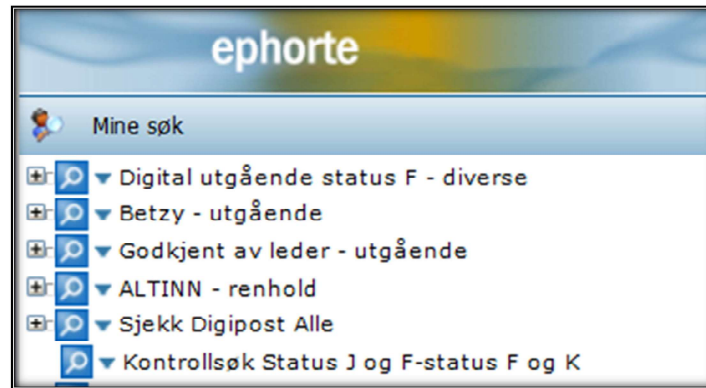 ephorte
Mine søk
Digital utgående status F - diverse
Betzy - utgående
Godkjent av leder - utgående
ALTINN - renhold
Sjekk Digipost Alle
Kontrollsøk Status J og F-status F og K